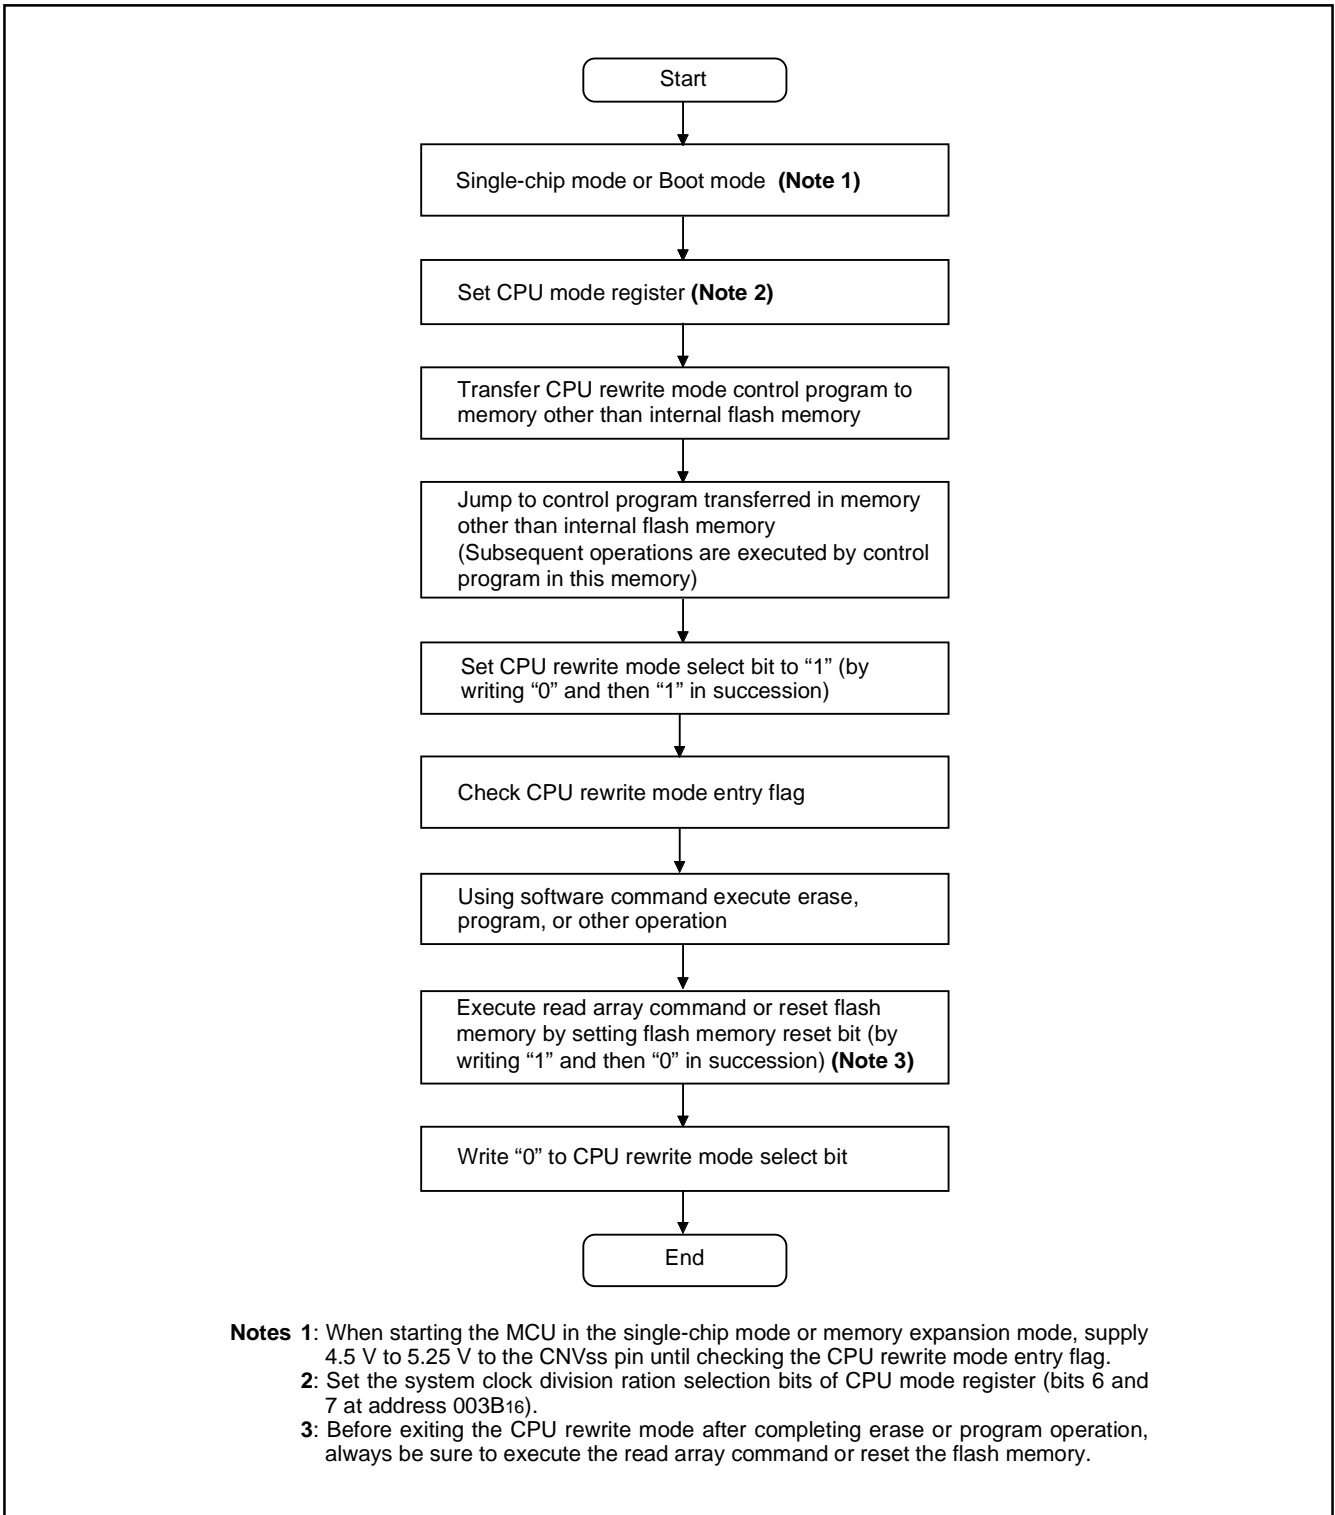 Start
Single-chip mode or Boot mode (Note 1)
Set CPU mode register (Note 2)
Transfer CPU rewrite mode control program to
memory other than internal flash memory
Jump to control program transferred in memory
other than internal flash memory
(Subsequent operations are executed by control
program in this memory)
Set CPU rewrite mode select bit to “1” (by
writing “0” and then “1” in succession)
Check CPU rewrite mode entry flag
Using software command execute erase,
program, or other operation
Execute read array command or reset flash
memory by setting flash memory reset bit (by
writing “1” and then “0” in succession) (Note 3)
Write “0” to CPU rewrite mode select bit
End
Notes 1: When starting the MCU in the single-chip mode or memory expansion mode, supply
4.5 V to 5.25 V to the CNVss pin until checking the CPU rewrite mode entry flag.
2: Set the system clock division ration selection bits of CPU mode register (bits 6 and
7 at address 003B16).
3: Before exiting the CPU rewrite mode after completing erase or program operation,
always be sure to execute the read array command or reset the flash memory.